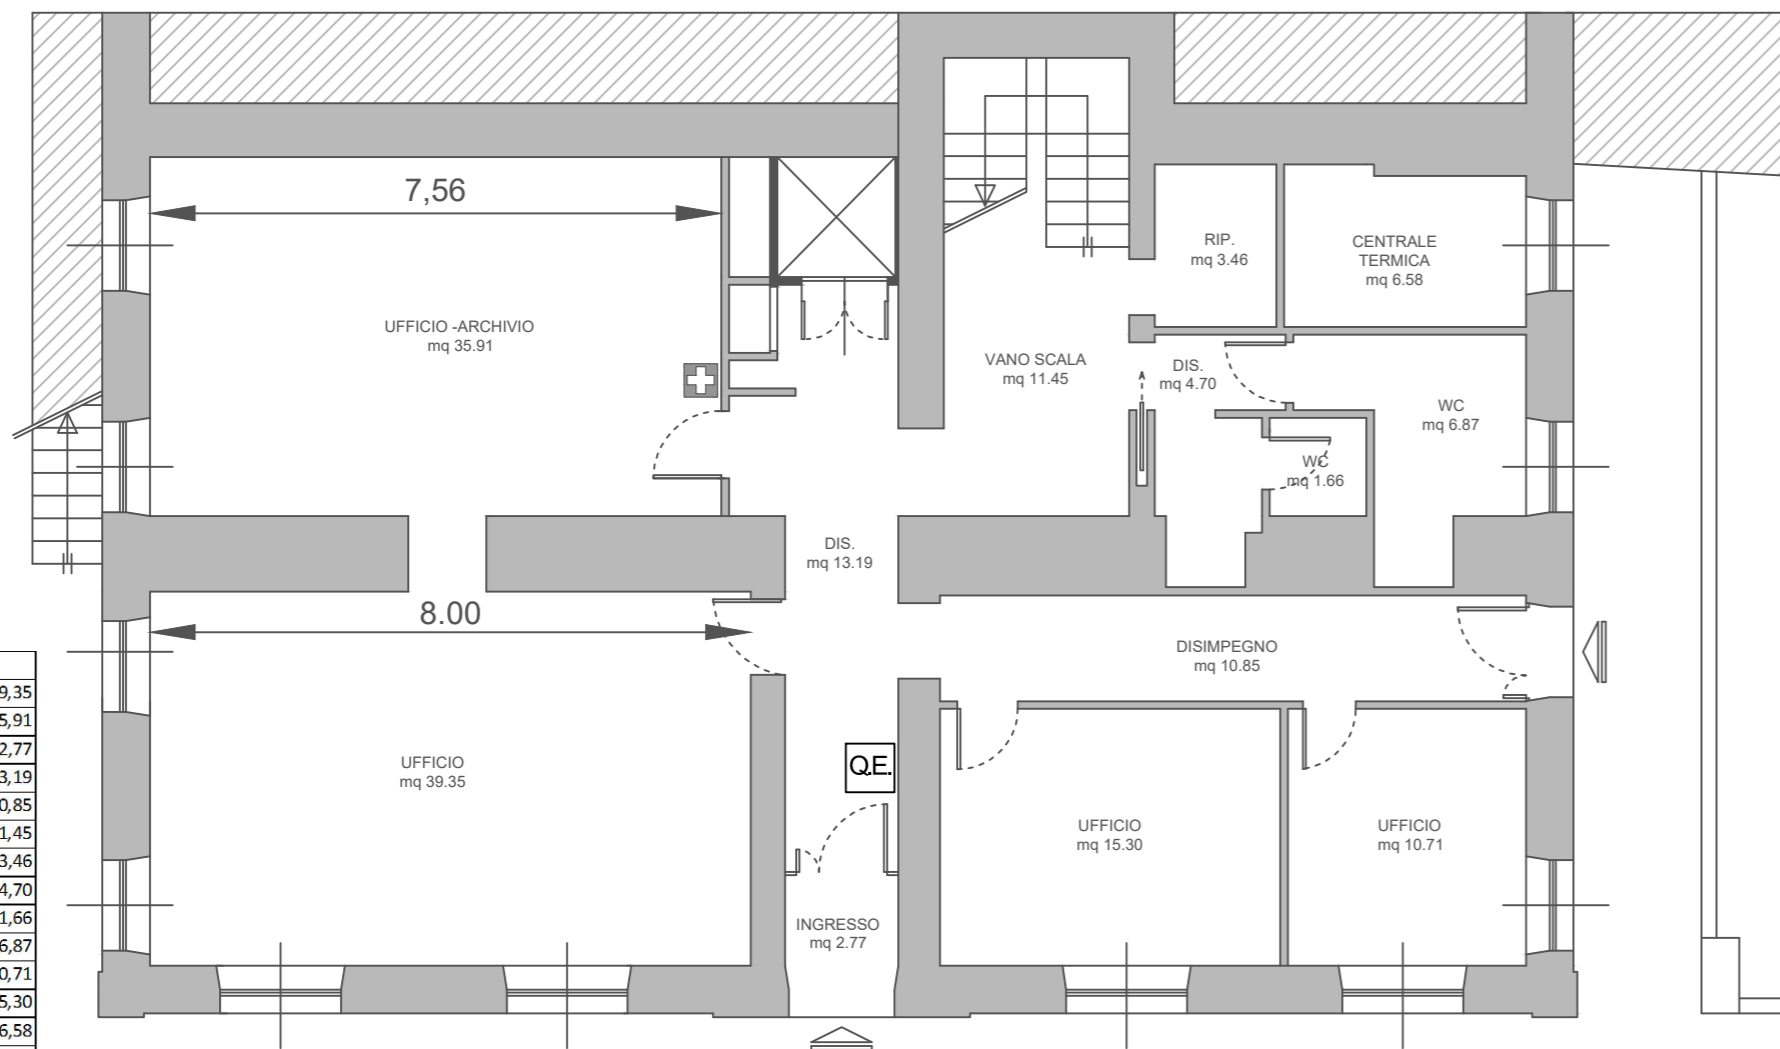 7,56
UFFICIO -ARCHIVIO
mq 35.91
RIP.
mq 3.46
CENTRALE
TERMICA
mq 6.58
VANO SCALA
mq 11.45
DIS.
mq 4.70
WC
mq 6.87
WC
mq 1.66
DIS.
mq 13.19
8.00
DISIMPEGNO
mq 10.85
UFFICIO
mq 39.35
Q.E.
UFFICIO
mq 15.30
UFFICIO
mq 10.71
INGRESSO
mq 2.77
9,35
5,91
2,77
3,19
0,85
1,45
3,46
4,70
1,66
6,87
0,71
5,30
6,58